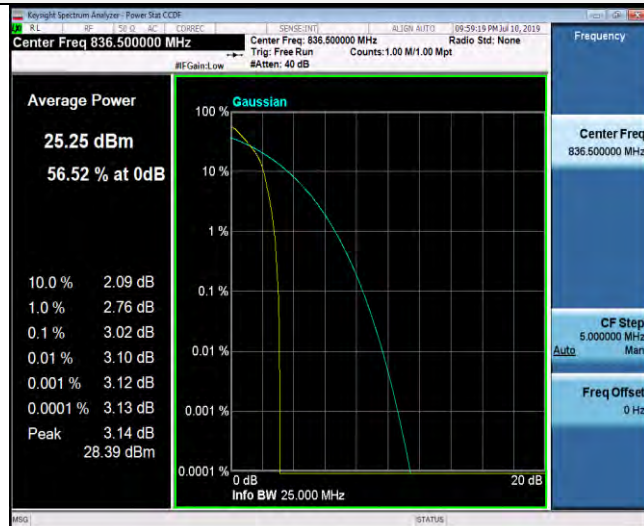 Keysight Spectrum Analyzer - Power Stat CCDF
RL RF 50 Ω AC CORREC SENSE:INT ALIGN AUTO 09:59:19 PM Jul 10, 2019
Center Freq 836.500000 MHz
Center Freq: 836.500000 MHz Radio Std: None
Trig: Free Run Counts:1.00 M/1.00 Mpt
#IFGain:Low #Atten: 40 dB
Frequency
Average Power
25.25 dBm
56.52 % at 0dB
10.0 % 2.09 dB
1.0 % 2.76 dB
0.1 % 3.02 dB
0.01 % 3.10 dB
0.001 % 3.12 dB
0.0001 % 3.13 dB
Peak 3.14 dB
28.39 dBm
Gaussian
100 %
10 %
1 %
0.1 %
0.01 %
0.001 %
0.0001 %
0 dB 20 dB
Info BW 25.000 MHz
Center Freq
836.500000 MHz
CF Step
5.000000 MHz
Auto Man
Freq Offset
0 Hz
MSG STATUS